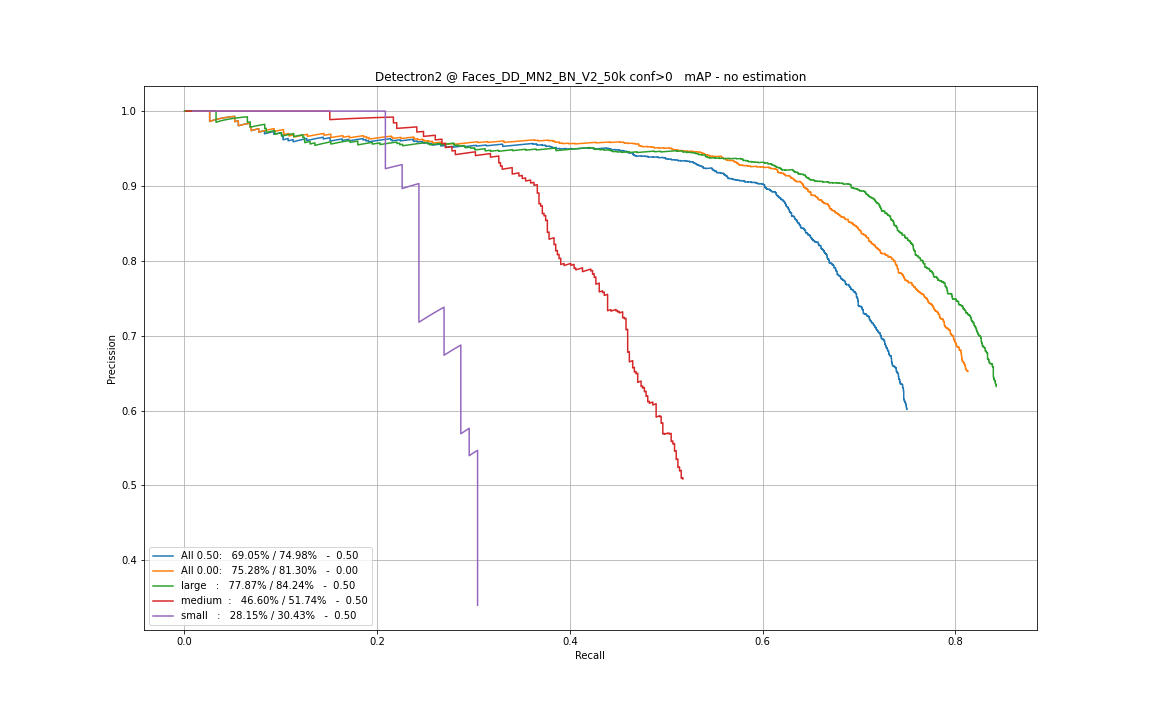 Detectron2 @ Faces_DD_MN2_BN_V2_50k conf>0   mAP - no estimation
1.0
0.9
0.8
0.7
0.6
0.5
0.4
Precission
All 0.50:   69.05% / 74.98%   -  0.50
All 0.00:   75.28% / 81.30%   -  0.00
large   :   77.87% / 84.24%   -  0.50
medium  :   46.60% / 51.74%   -  0.50
small   :   28.15% / 30.43%   -  0.50
0.0 0.2 0.4 0.6 0.8
Recall